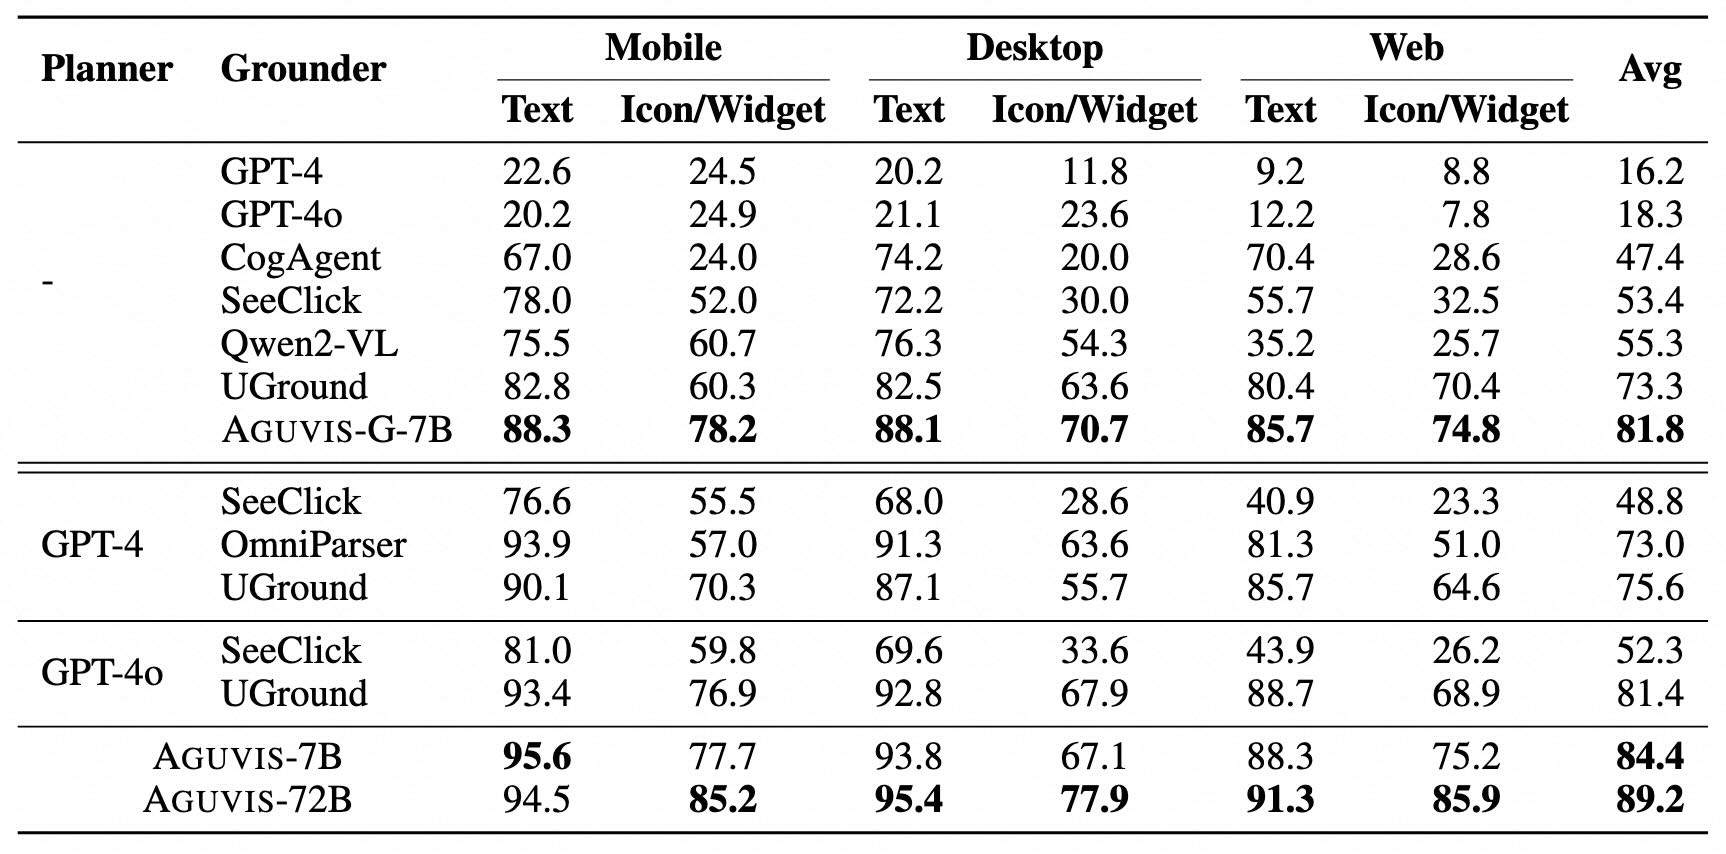 Planner Grounder Mobile Desktop Web Avg
Text Icon/Widget Text Icon/Widget Text Icon/Widget
GPT-4 22.6 24.5 20.2 11.8 9.2 8.8 16.2
GPT-4o 20.2 24.9 21.1 23.6 12.2 7.8 18.3
CogAgent 67.0 24.0 74.2 20.0 70.4 28.6 47.4
- SeeClick 78.0 52.0 72.2 30.0 55.7 32.5 53.4
Qwen2-VL 75.5 60.7 76.3 54.3 35.2 25.7 55.3
UGround 82.8 60.3 82.5 63.6 80.4 70.4 73.3
AGUVIS-G-7B 88.3 78.2 88.1 70.7 85.7 74.8 81.8
SeeClick 76.6 55.5 68.0 28.6 40.9 23.3 48.8
GPT-4 OmniParser 93.9 57.0 91.3 63.6 81.3 51.0 73.0
UGround 90.1 70.3 87.1 55.7 85.7 64.6 75.6
GPT-4o SeeClick 81.0 59.8 69.6 33.6 43.9 26.2 52.3
UGround 93.4 76.9 92.8 67.9 88.7 68.9 81.4
AGUVIS-7B 95.6 77.7 93.8 67.1 88.3 75.2 84.4
AGUVIS-72B 94.5 85.2 95.4 77.9 91.3 85.9 89.2